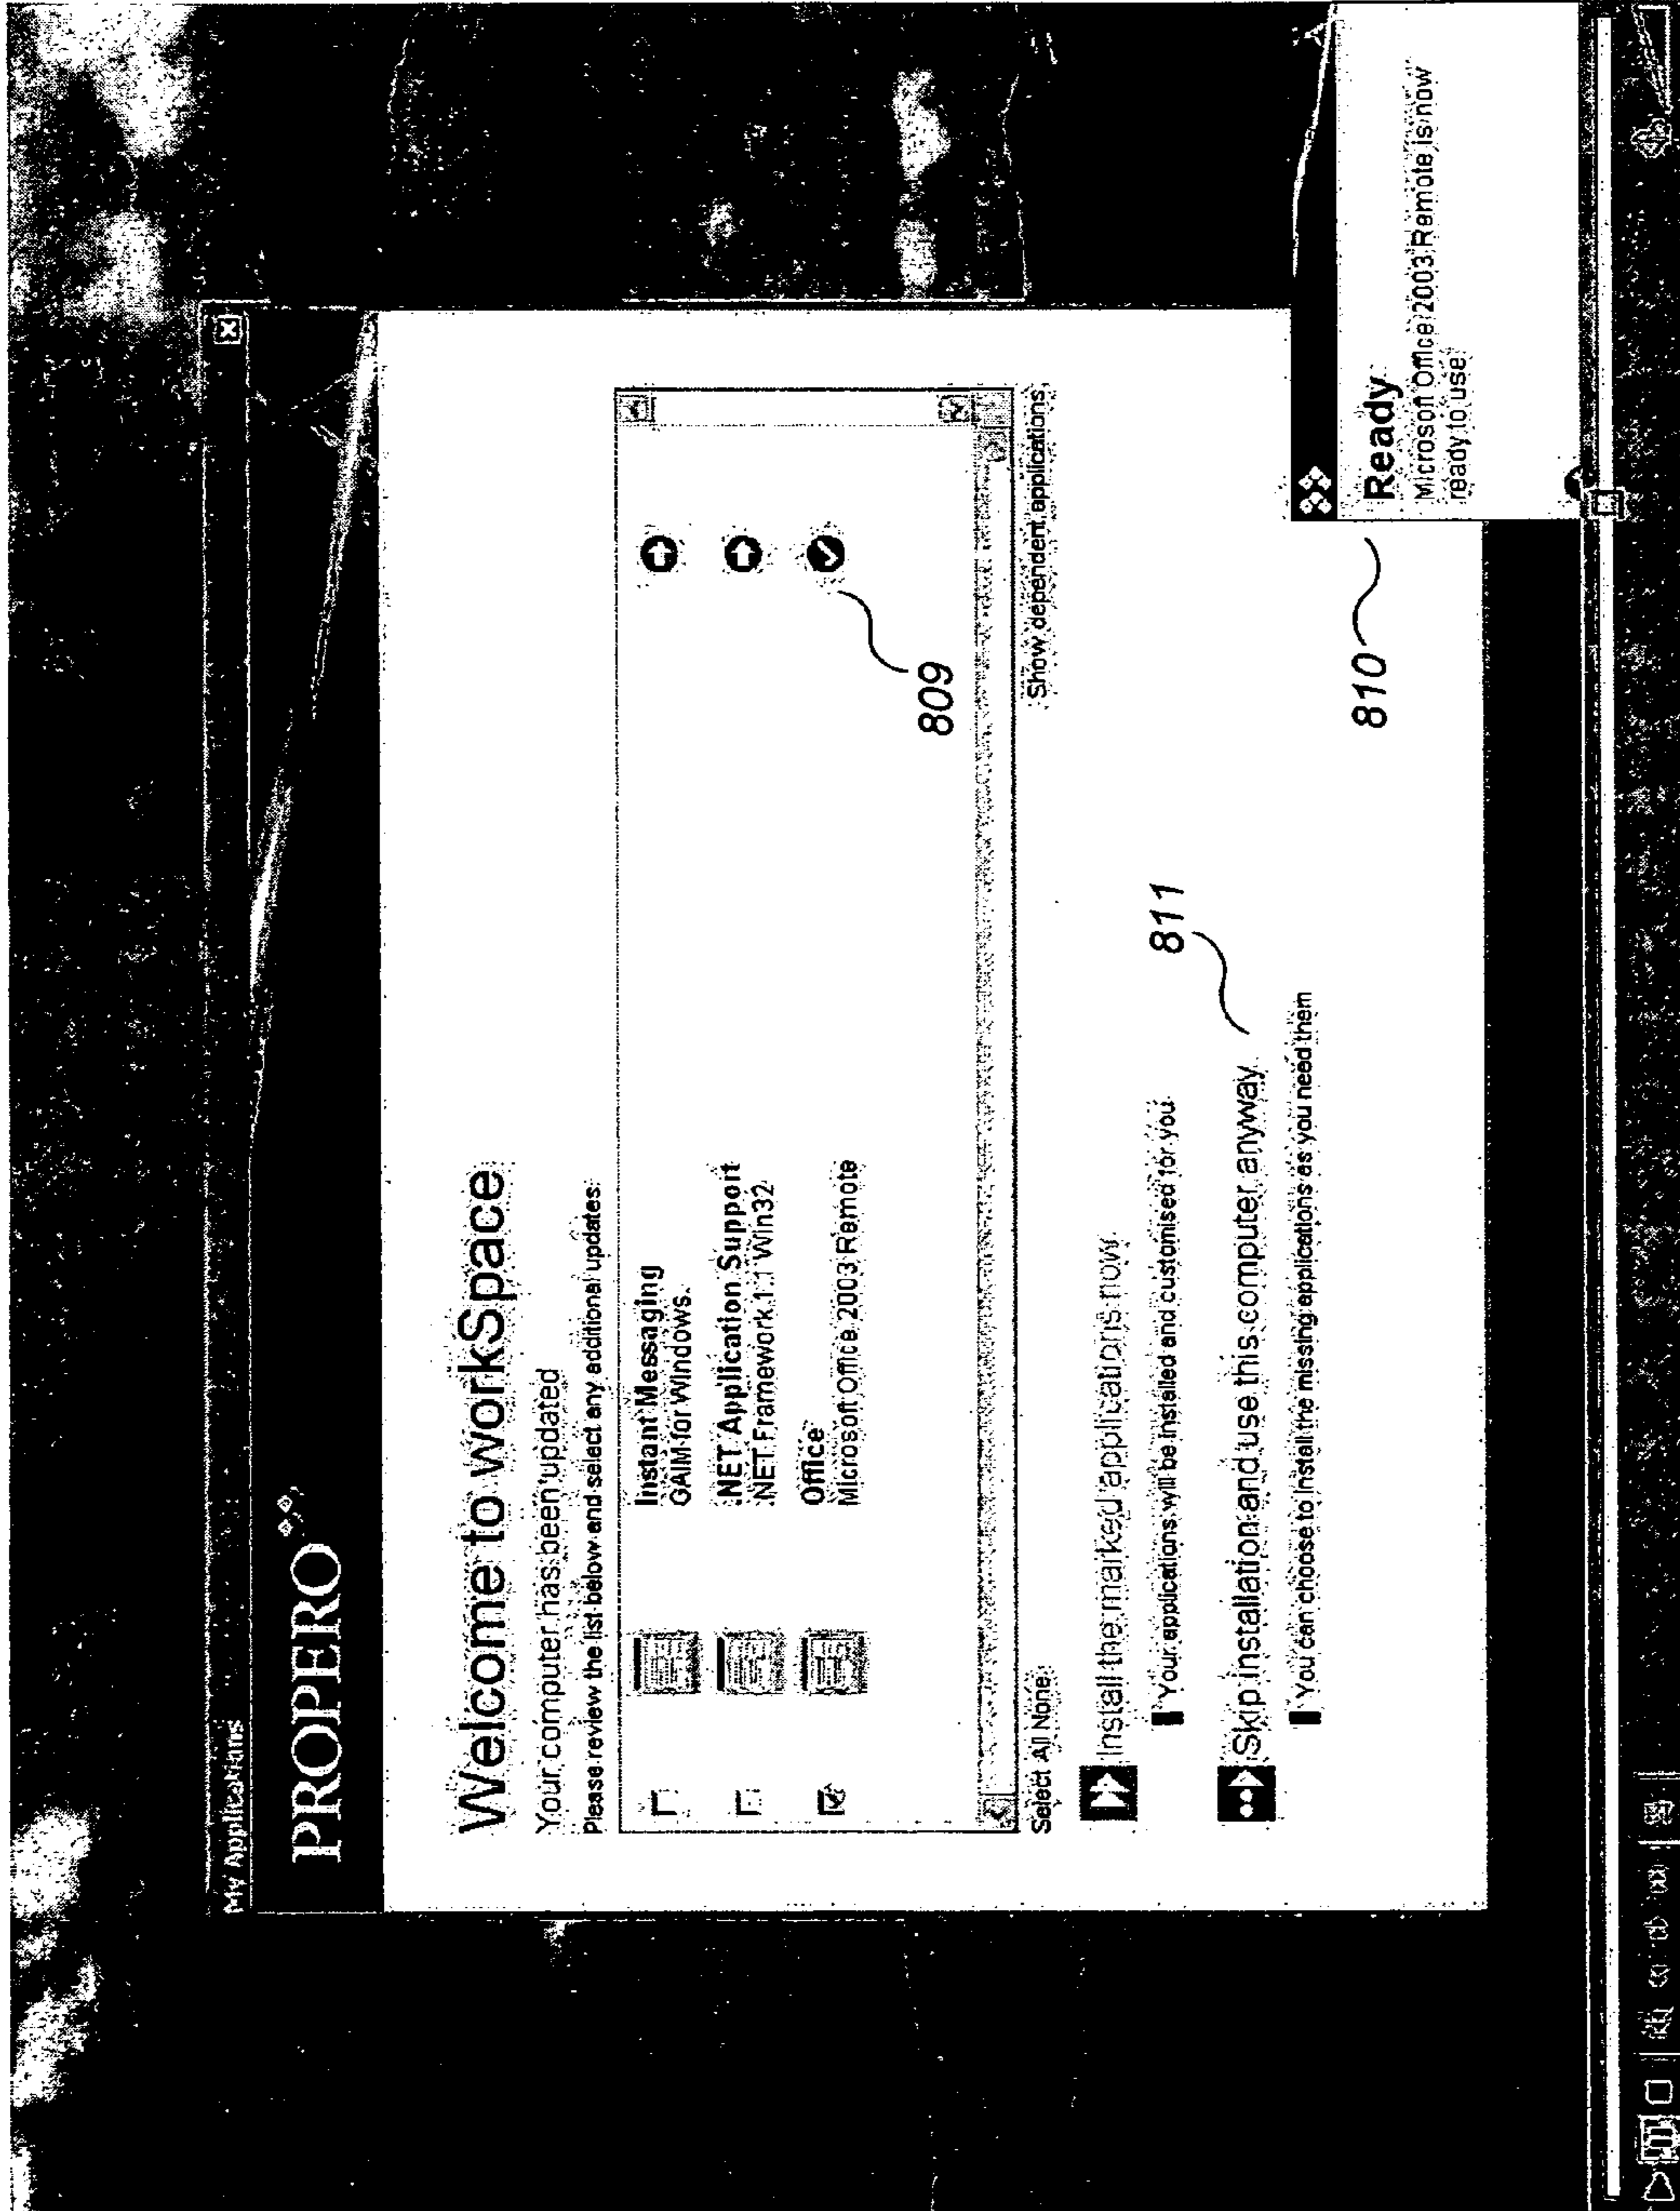 My Applications
PROPERO
Welcome to workSpace
Your computer has been updated
Please review the list below and select any additional updates:
Instant Messaging
GAIM for Windows
.NET Application Support
.NET Framework 1.1 Win32
Office
Microsoft Office 2003 Remote
809
Select All None
Show dependent applications
Install the marked applications now
Your applications will be installed and customised for you
811
Skip installation and use this computer anyway
You can choose to install the missing applications as you need them
810
Ready
Microsoft Office 2003 Remote is now
ready to use